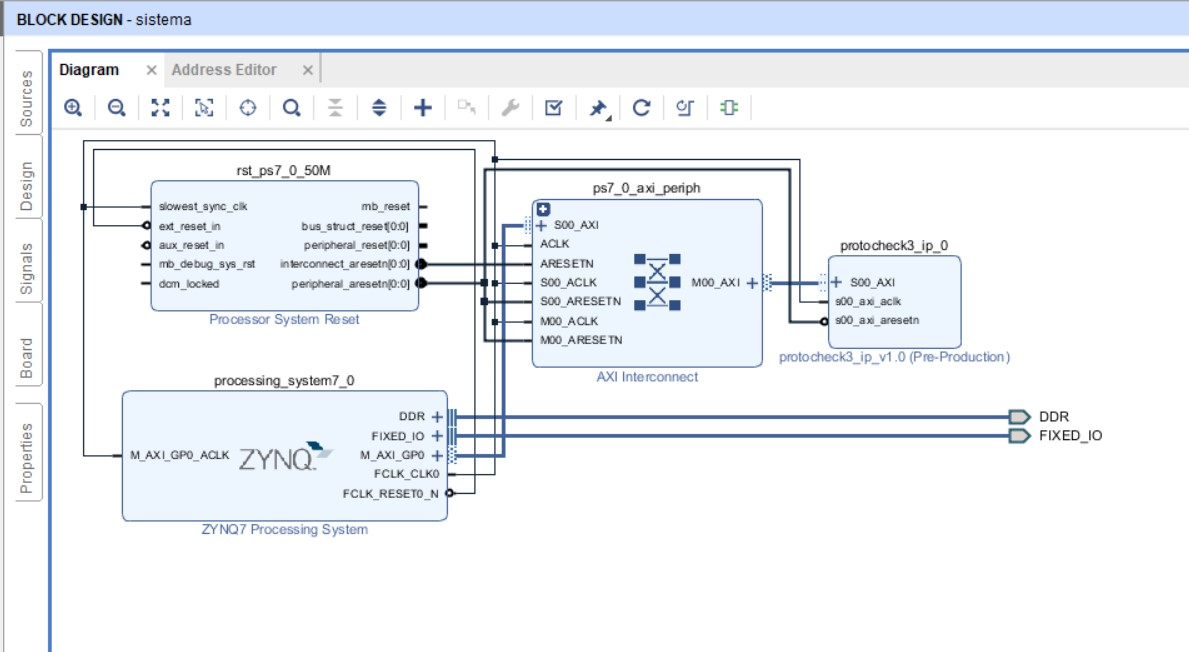 BLOCK DESIGN - sistema
Sources
Design
Signals
Board
Properties
Diagram
Address Editor
rst_ps7_0_50M
slowest_sync_clk
ext_reset_in
aux_reset_in
mb_debug_sys_rst
dcm_locked
mb_reset
bus_struct_reset[0:0]
peripheral_reset[0:0]
interconnect_aresetn[0:0]
peripheral_aresetn[0:0]
Processor System Reset
ps7_0_axi_periph
S00_AXI
ACLK
ARESETN
S00_ACLK
S00_ARESETN
M00_ACLK
M00_ARESETN
M00_AXI
AXI Interconnect
protocheck3_ip_0
S00_AXI
s00_axi_aclk
s00_axi_aresetn
protocheck3_ip_v1.0 (Pre-Production)
processing_system7_0
M_AXI_GP0_ACLK
ZYNQ
DDR
FIXED_IO
M_AXI_GP0
FCLK_CLK0
FCLK_RESET0_N
ZYNQ7 Processing System
DDR
FIXED_IO